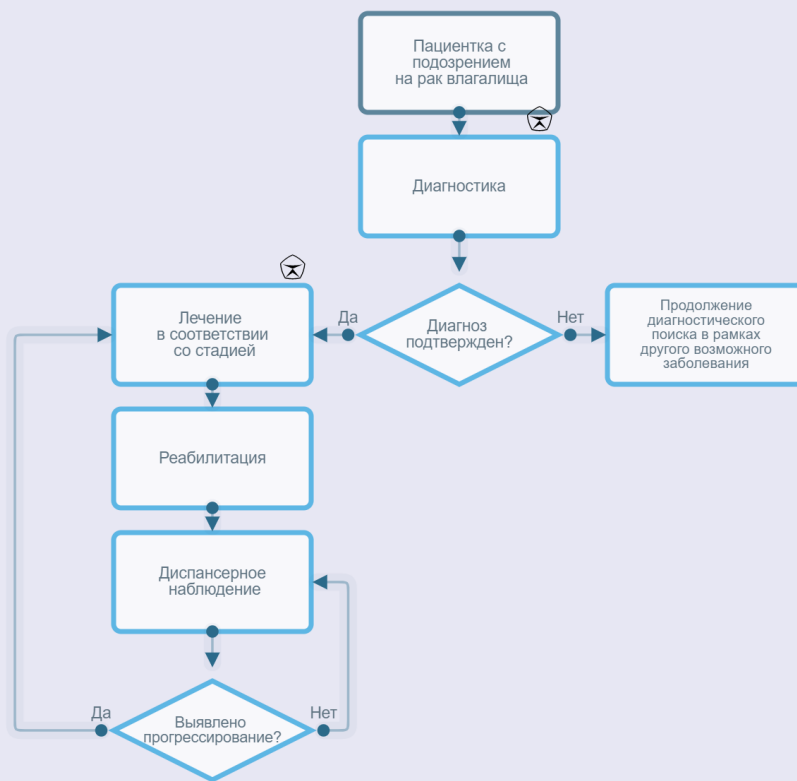 Пациентка с
подозрением
на рак влагалища
Диагностика
Диагноз
подтвержден?
Да
Нет
Лечение
в соответствии
со стадией
Продолжение
диагностического
поиска в рамках
другого возможного
заболевания
Реабилитация
Диспансерное
наблюдение
Выявлено
прогрессирование?
Да
Нет